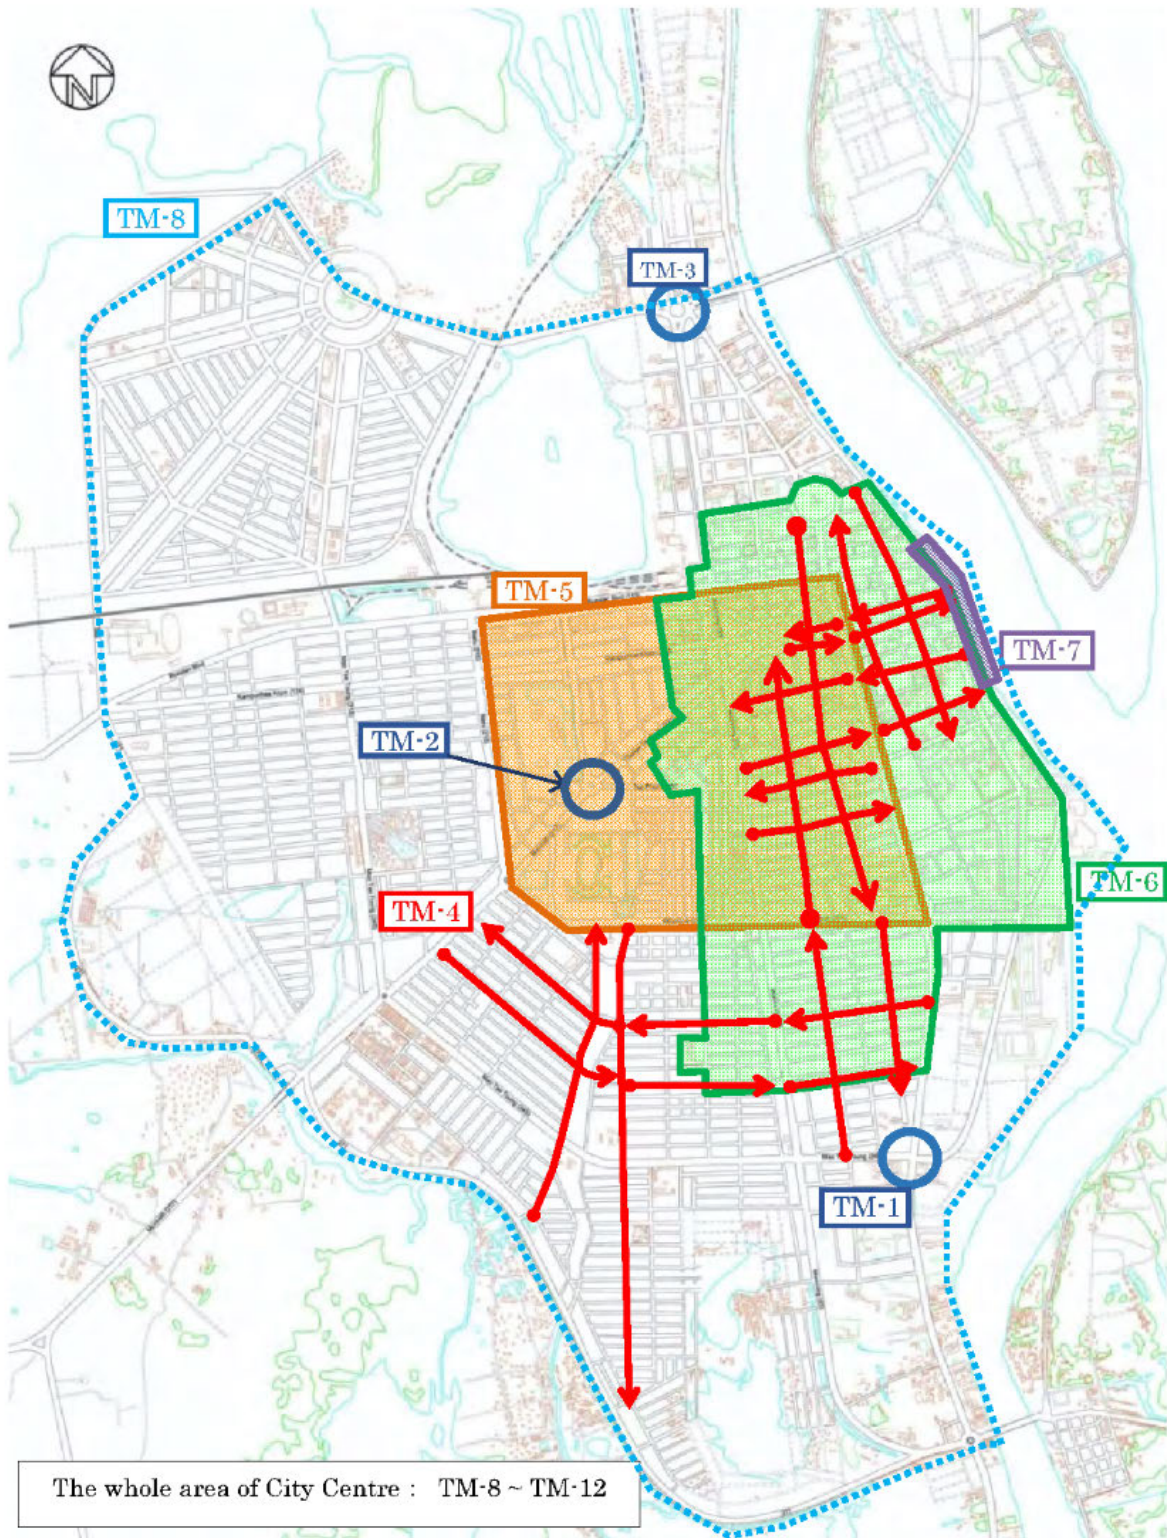 N
TM-8
TM-3
TM-5
TM-7
TM-2
TM-6
TM-4
TM-1
The whole area of City Centre : TM-8 ~ TM-12